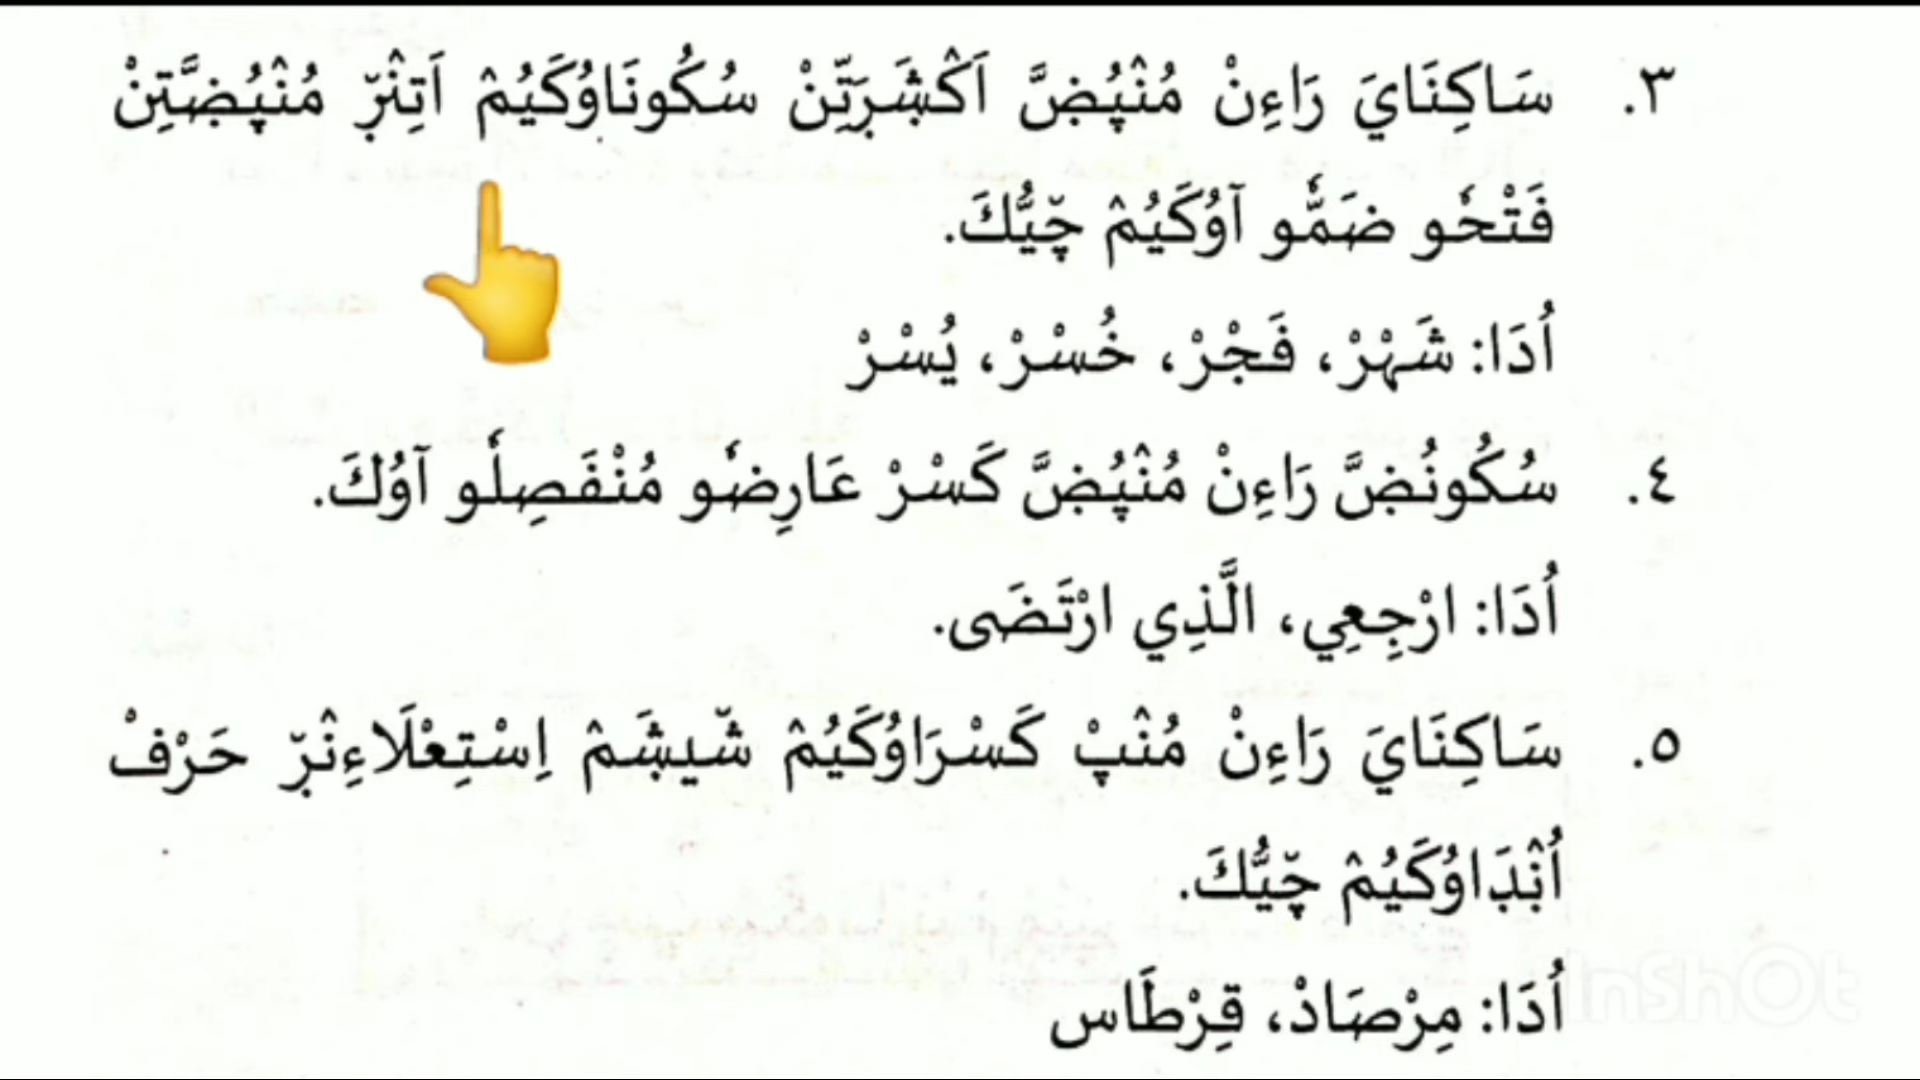 ٣. سَاكِنَايَ رَاءِنْ مُنْپُضَّ اَكْشَرَتِّنْ سُكُونَاوُكَيُمْ اَتِنْرّ مُنْپُضَّتِنْ
فَتْحُو ضَمُّو آوُكَيُمْ چّيُّكَ.
اُدَا: شَهْرْ، فَجْرْ، خُسْرْ، يُسْرْ
٤. سُكُونُضَّ رَاءِنْ مُنْپُضَّ كَسْرْ عَارِضُو مُنْفَصِلُو آوُكَ.
اُدَا: ارْجِعِي، الَّذِي ارْتَضَى.
٥. سَاكِنَايَ رَاءِنْ مُنْپْ كَسْرَاوُكَيُمْ شّيشَمْ اِسْتِعْلَاءِنْرّ حَرْفْ
اُنْڊَاوُكَيُمْ چّيُّكَ.
اُدَا: مِرْصَادْ، قِرْطَاس
InShOt